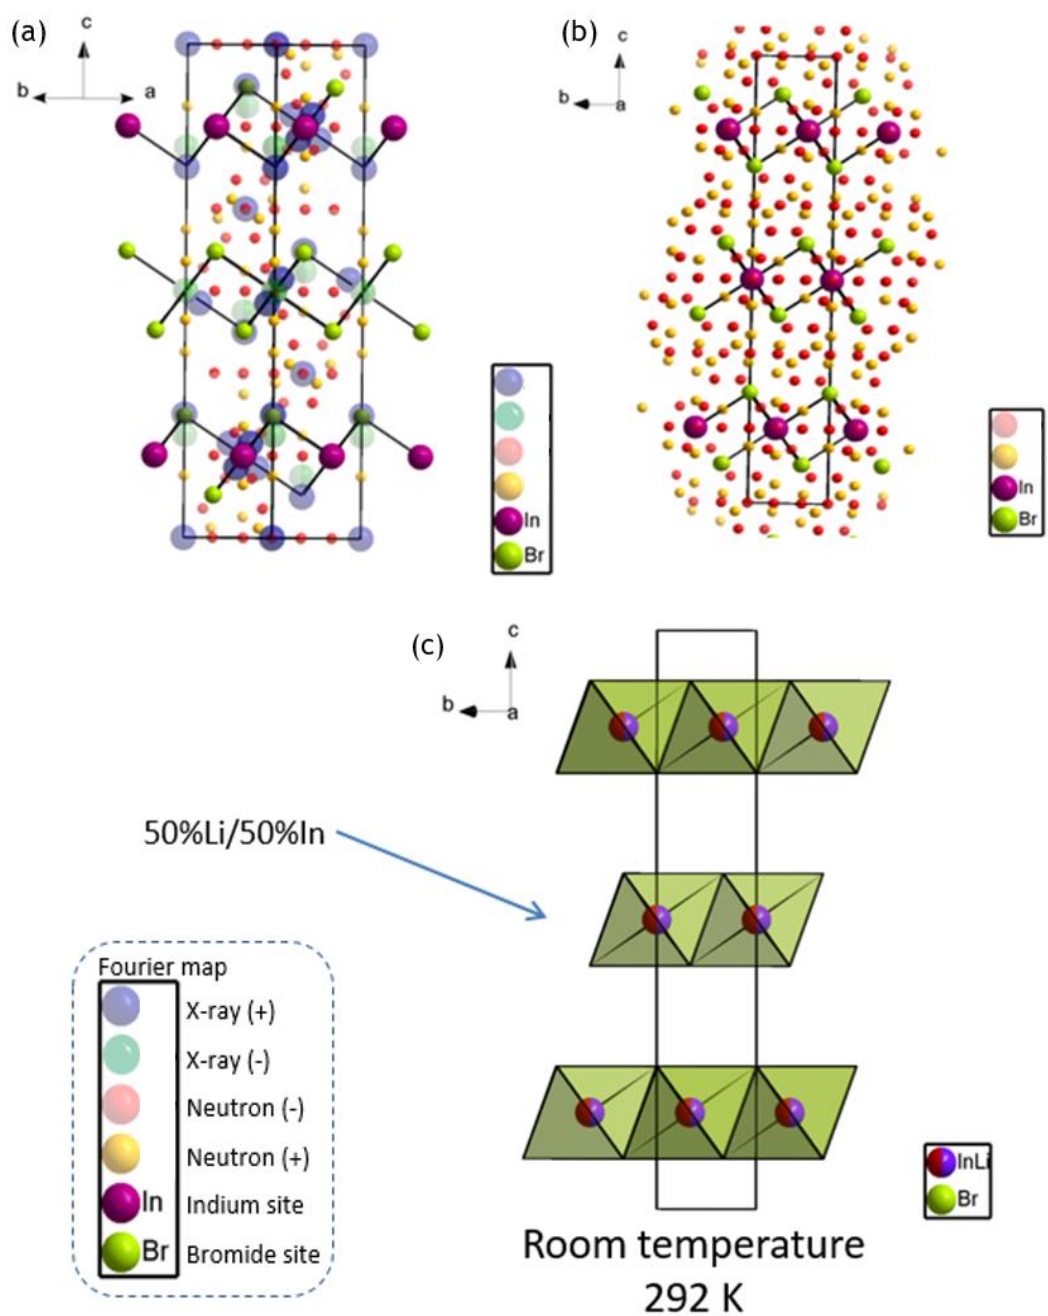 (a)
c
b
a
In
Br
(b)
c
b
a
In
Br
(c)
c
b
a
50%Li/50%In
Fourier map
X-ray (+)
X-ray (-)
Neutron (-)
Neutron (+)
In Indium site
Br Bromide site
InLi
Br
Room temperature
292 K